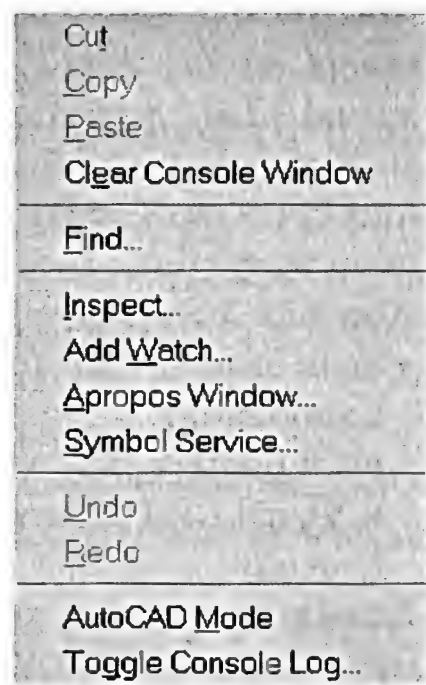 Cut
Copy
Paste
Clear Console Window
Find...
Inspect...
Add Watch...
Apropos Window...
Symbol Service...
Undo
Redo
AutoCAD Mode
Toggle Console Log...